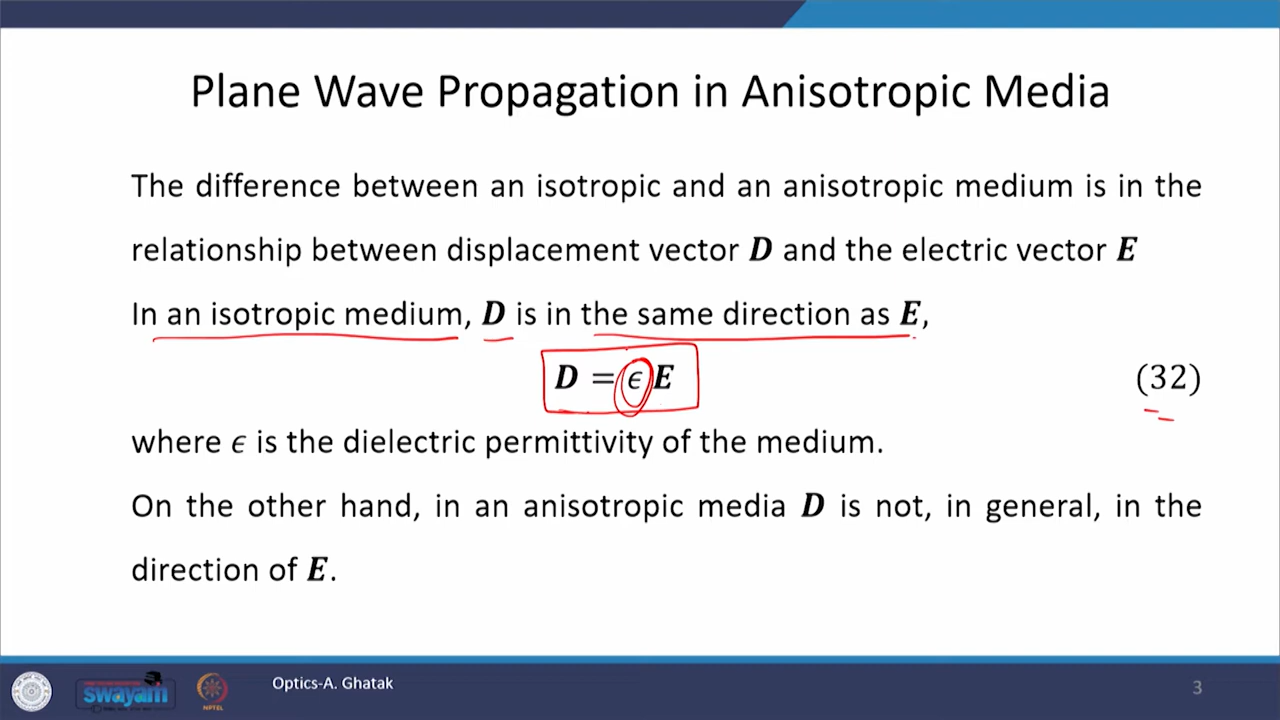 Plane Wave Propagation in Anisotropic Media
The difference between an isotropic and an anisotropic medium is in the
relationship between displacement vector D and the electric vector E
In an isotropic medium, D is in the same direction as E,
D = ϵ E (32)
where ϵ is the dielectric permittivity of the medium.
On the other hand, in an anisotropic media D is not, in general, in the
direction of E.
swayam
NPTEL
Optics-A. Ghatak
3